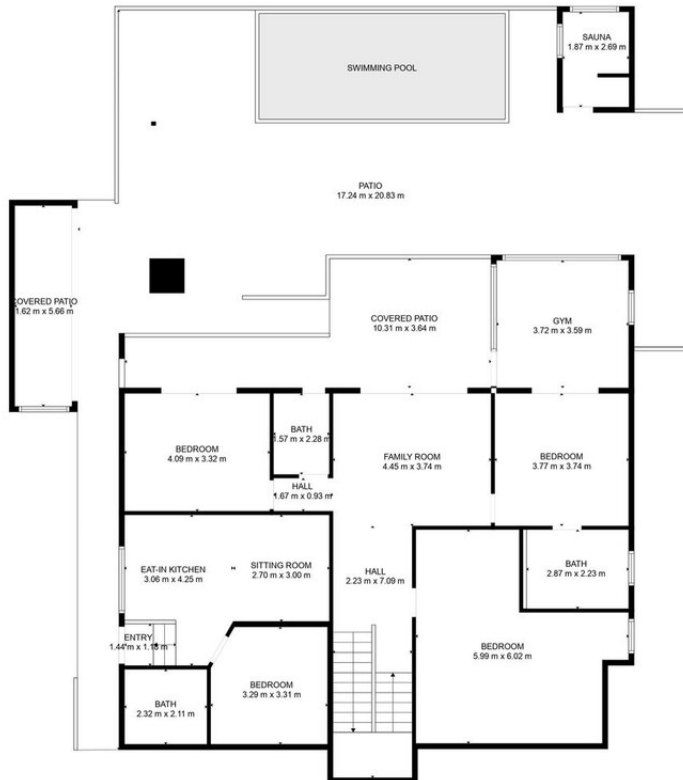 SAUNA
1.87 m x 2.69 m
SWIMMING POOL
PATIO
17.24 m x 20.83 m
OVERED PATIO
1.62 m x 5.66 m
COVERED PATIO
10.31 m x 3.64 m
GYM
3.72 m x 3.59 m
BEDROOM
4.09 m x 3.32 m
BATH
1.57 m x 2.28 m
HALL
1.67 m x 0.93 m
FAMILY ROOM
4.45 m x 3.74 m
BEDROOM
3.77 m x 3.74 m
EAT-IN KITCHEN
3.06 m x 4.25 m
SITTING ROOM
2.70 m x 3.00 m
HALL
2.23 m x 7.09 m
BATH
2.87 m x 2.23 m
ENTRY
BEDROOM
5.99 m x 6.02 m
BEDROOM
3.29 m x 3.31 m
BATH
2.32 m x 2.11 m